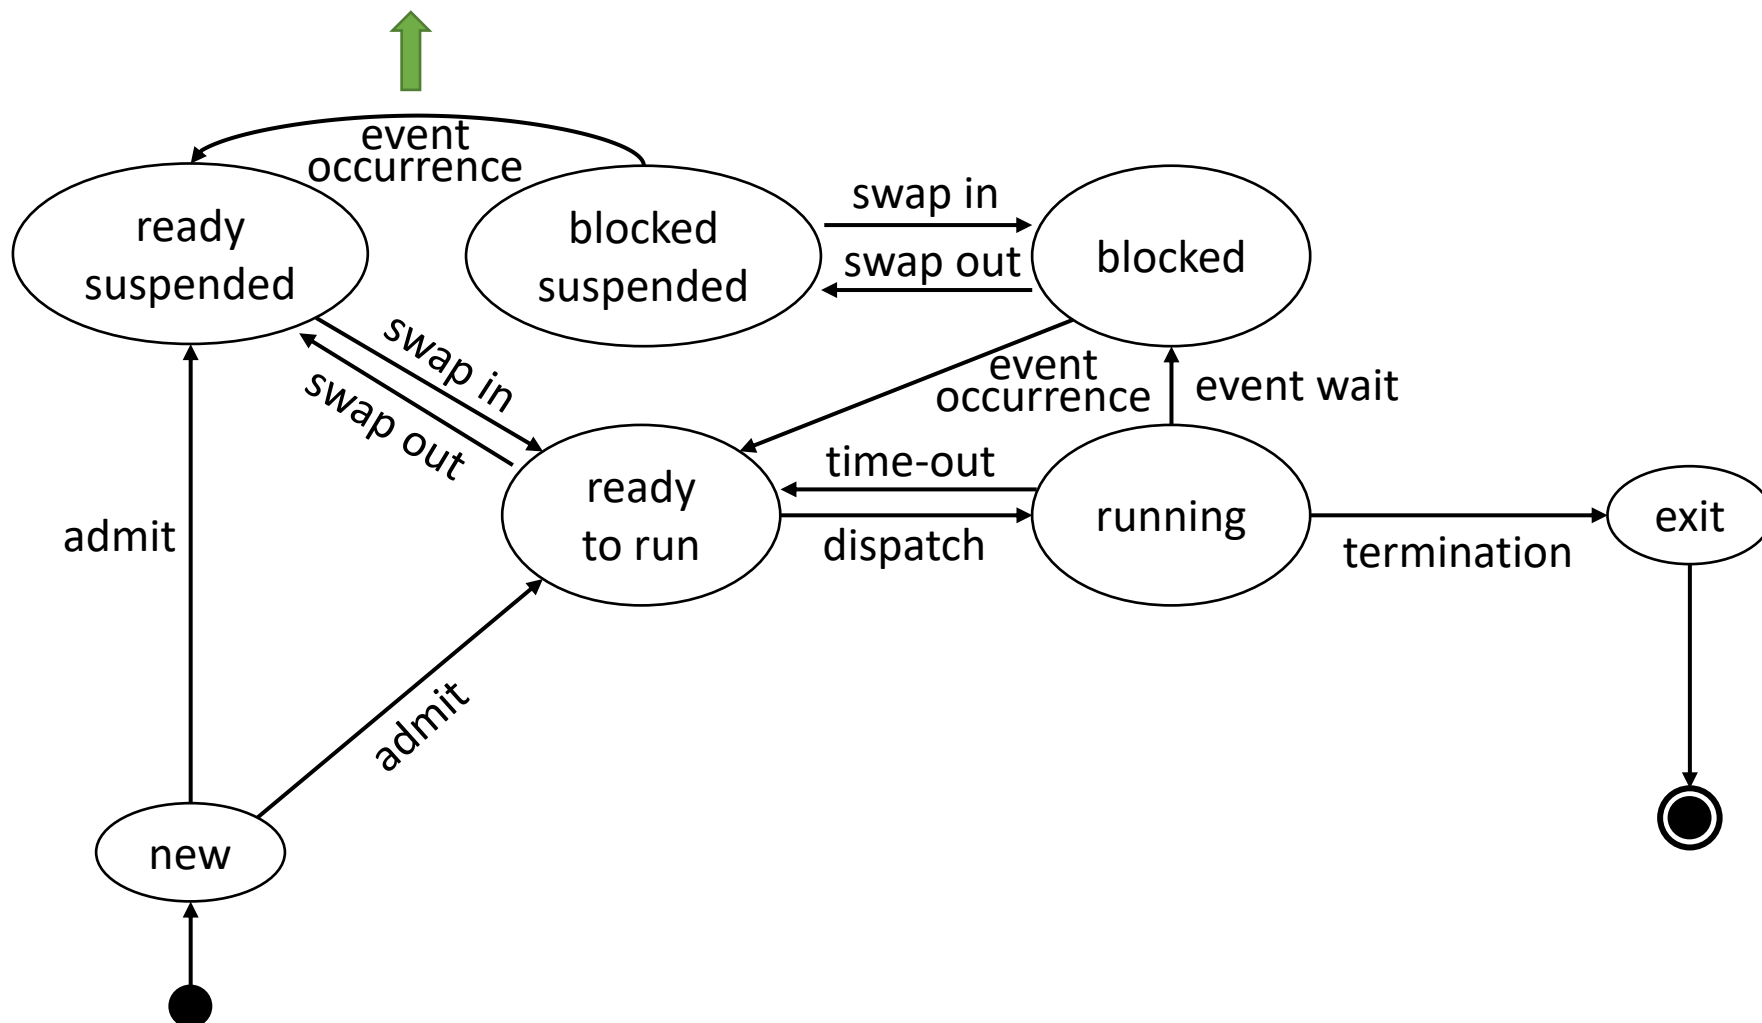 event
occurrence
ready
suspended
blocked
suspended
swap in
swap out
blocked
swap in
swap out
event
occurrence
event wait
admit
ready
to run
time-out
dispatch
running
termination
exit
admit
new